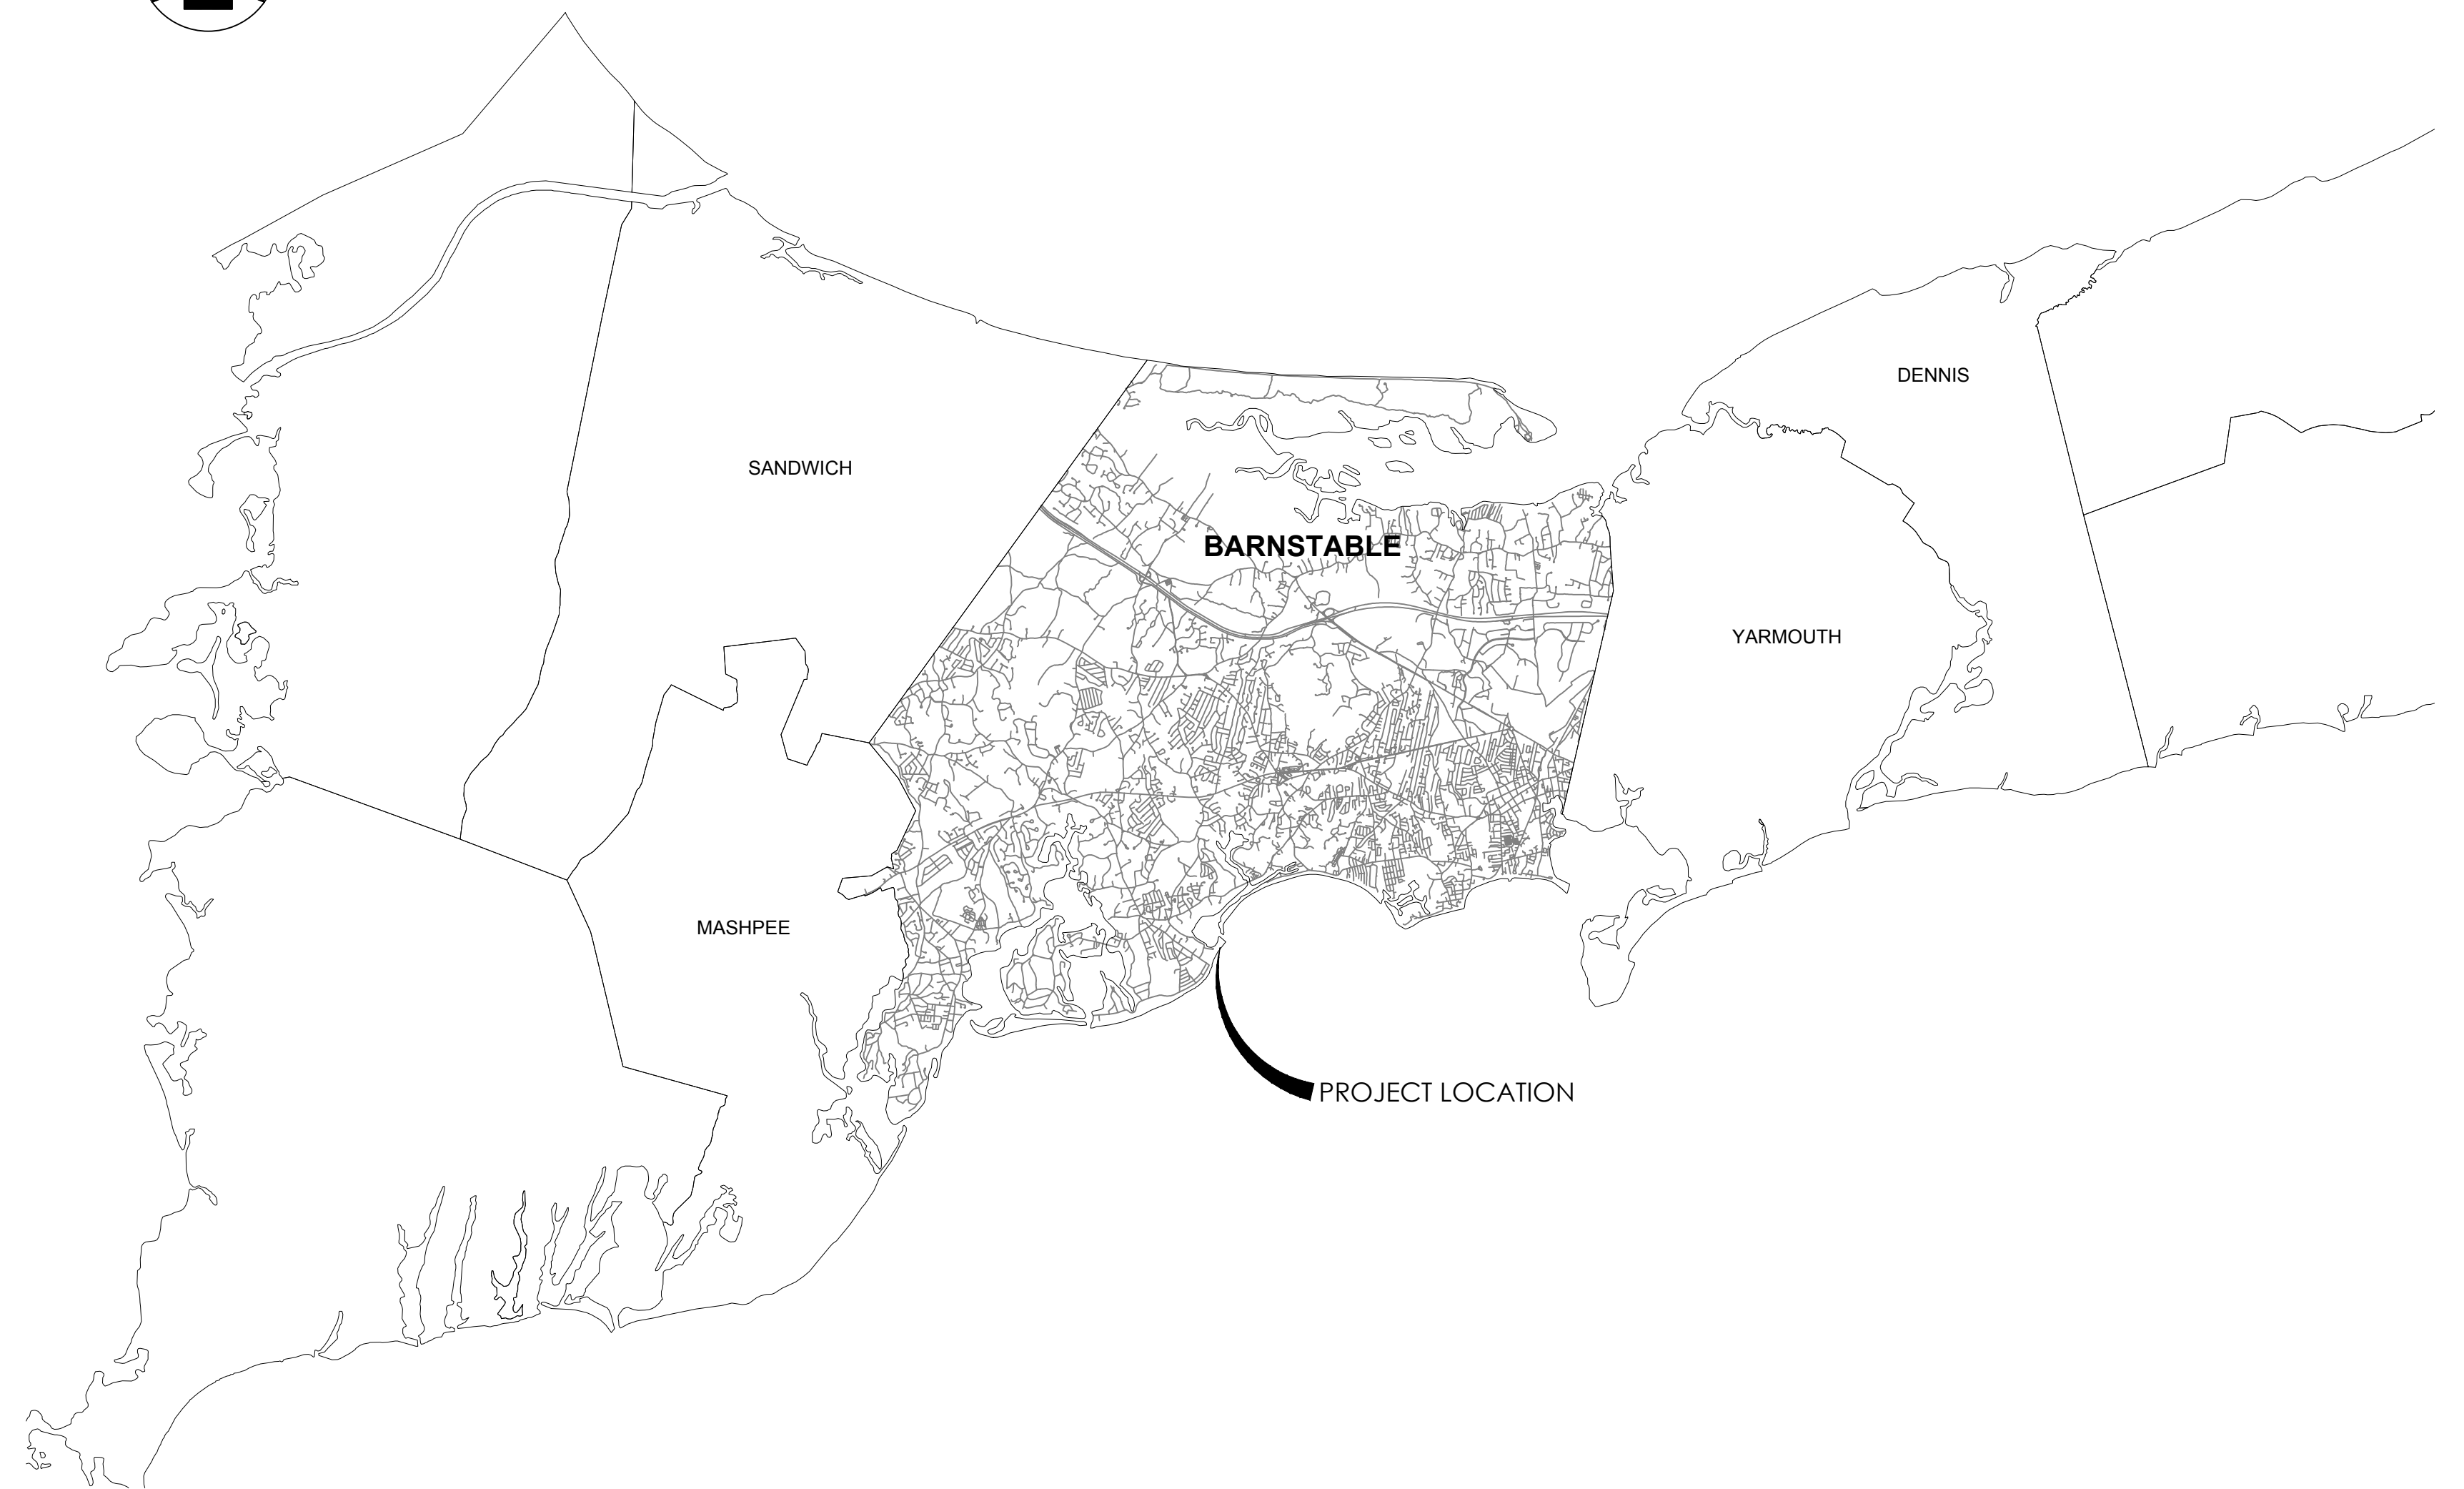 DENNIS
SANDWICH
BARNSTABLE
YARMOUTH
MASHPEE
PROJECT LOCATION